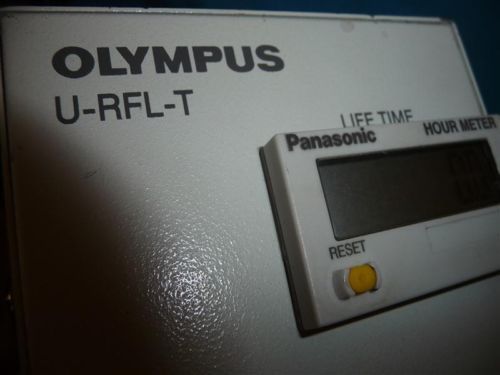 OLYMPUS
U-RFL-T
LIFE TIME
Panasonic HOUR METER
RESET